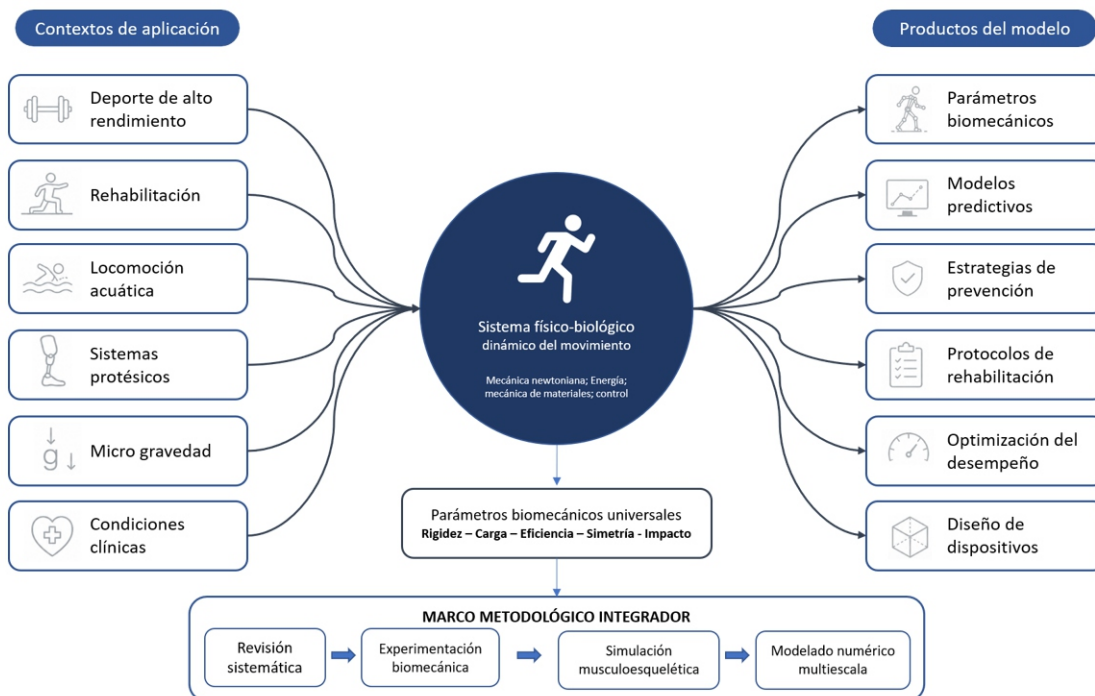 Contextos de aplicación
Deporte de alto
rendimiento
Rehabilitación
Locomoción
acuática
Sistemas
protésicos
g
Micro gravedad
Condiciones
clínicas
Sistema físico-biológico
dinámico del movimiento
Mecánica newtoniana; Energía;
mecánica de materiales; control
Productos del modelo
Parámetros
biomecánicos
Modelos
predictivos
Estrategias de
prevención
Protocolos de
rehabilitación
Optimización del
desempeño
Diseño de
dispositivos
Parámetros biomecánicos universales
Rigidez – Carga – Eficiencia – Simetría - Impacto
MARCO METODOLÓGICO INTEGRADOR
Revisión
sistemática
Experimentación
biomecánica
Simulación
musculoesquelética
Modelado numérico
multiescala